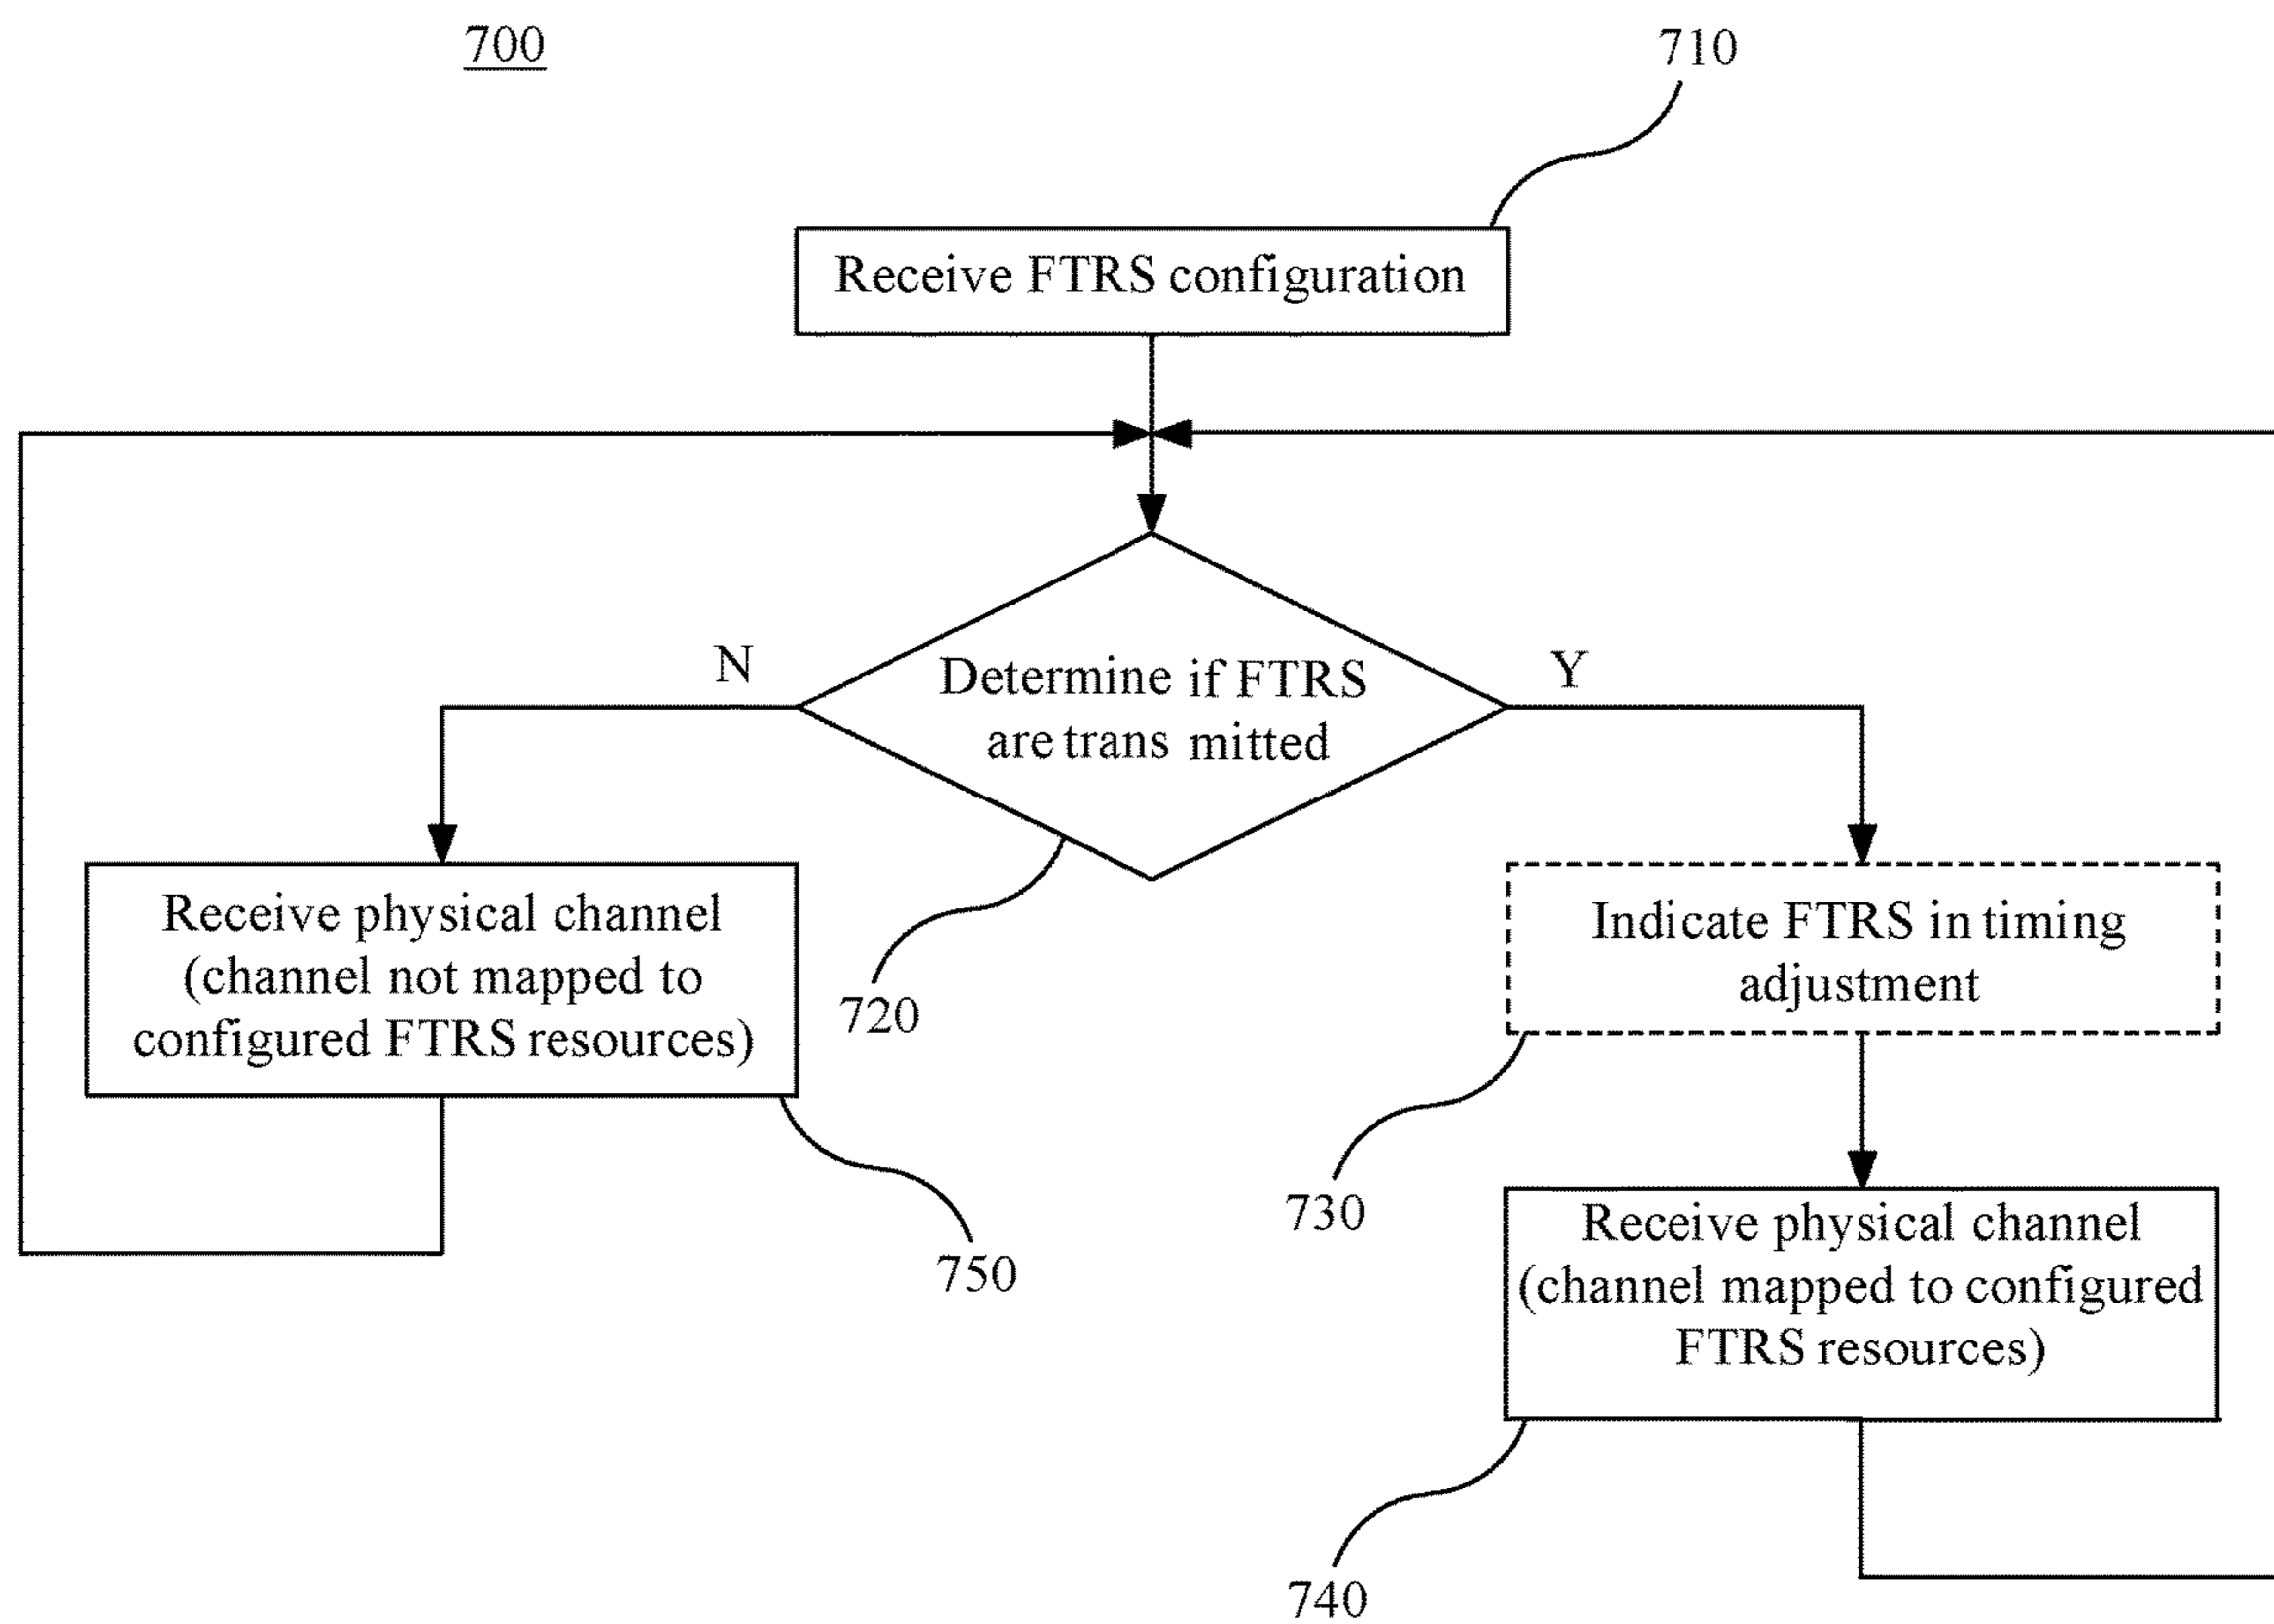 700
710
Receive FTRS configuration
N
Y
Determine if FTRS
are trans mitted
Receive physical channel
(channel not mapped to
configured FTRS resources)
720
Indicate FTRS in timing
adjustment
730
750
Receive physical channel
(channel mapped to configured
FTRS resources)
740